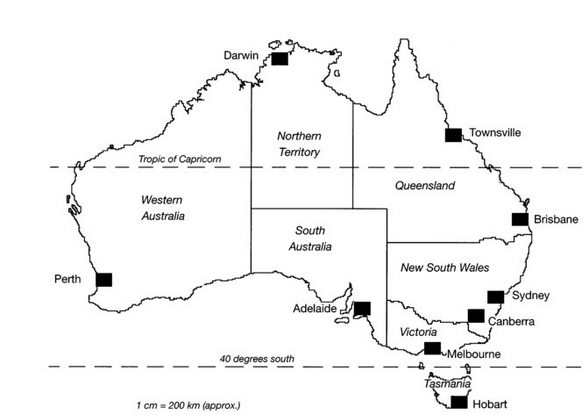 Darwin
Townsville
Northern
Territory
Tropic of Capricorn
Queensland
Western
Australia
Brisbane
South
Australia
New South Wales
Perth
Sydney
Adelaide
Canberra
Victoria
Melbourne
40 degrees south
Tasmania
1 cm = 200 km (approx.)
Hobart